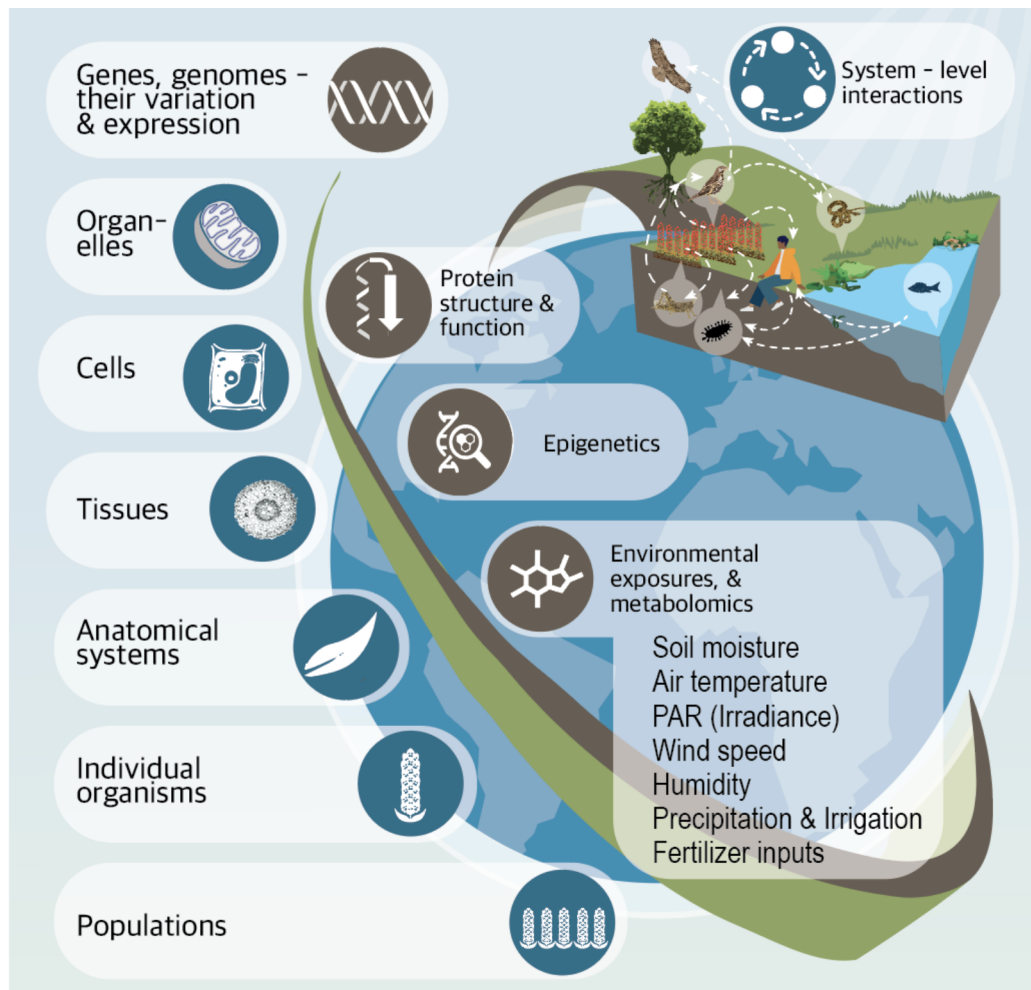 Genes, genomes –
their variation
& expression
System – level
interactions
Organ–
elles
Protein
structure &
function
Cells
Epigenetics
Tissues
Environmental
exposures, &
metabolomics
Soil moisture
Air temperature
PAR (Irradiance)
Wind speed
Humidity
Precipitation & Irrigation
Fertilizer inputs
Anatomical
systems
Individual
organisms
Populations